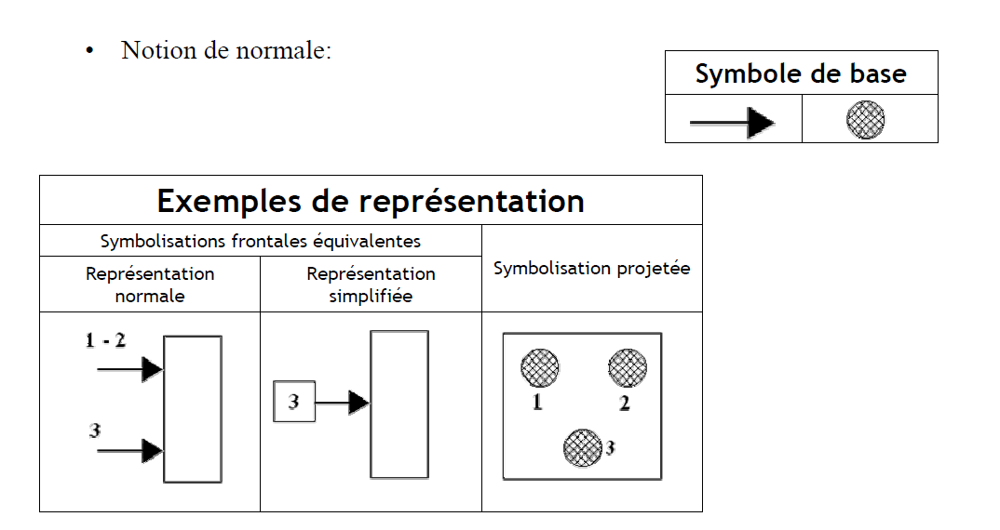 • Notion de normale:
Symbole de base
Exemples de représentation
Symbolisations frontales équivalentes
Symbolisation projetée
Représentation
normale
Représentation
simplifiée
1 - 2
3
3
1
2
3